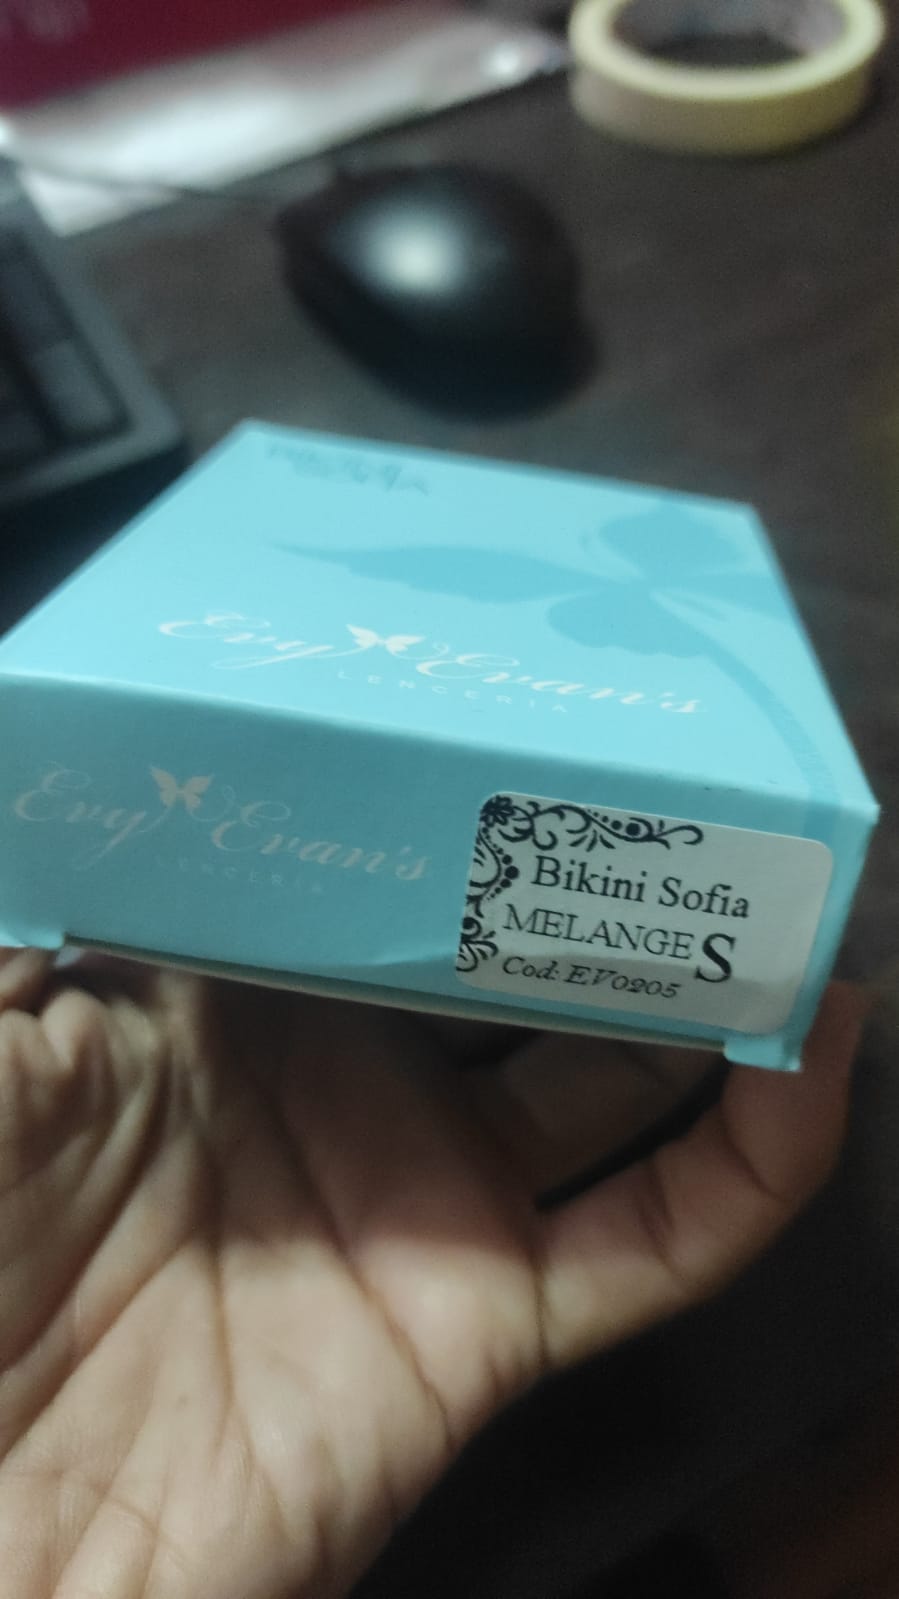 Evy Evan's
LENCERIA
Evy Evan's
LENCERIA
Bikini Sofia
MELANGE S
Cod: EV0205